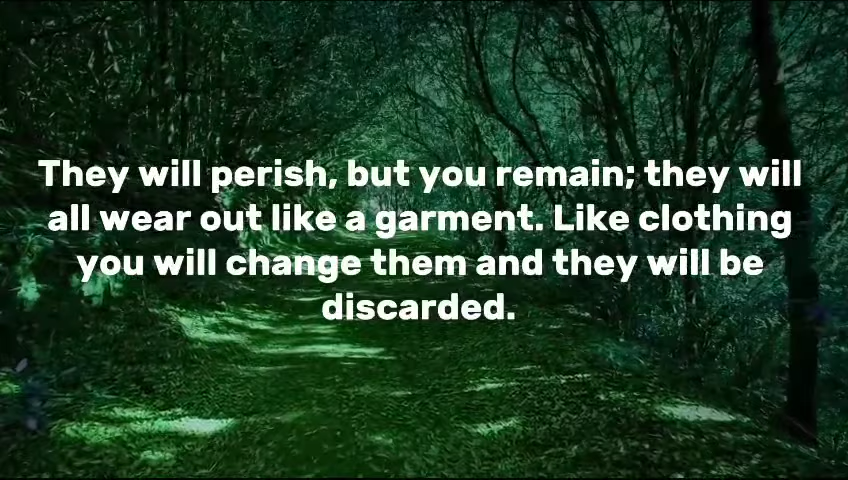 They will perish, but you remain; they will
all wear out like a garment. Like clothing
you will change them and they will be
discarded.